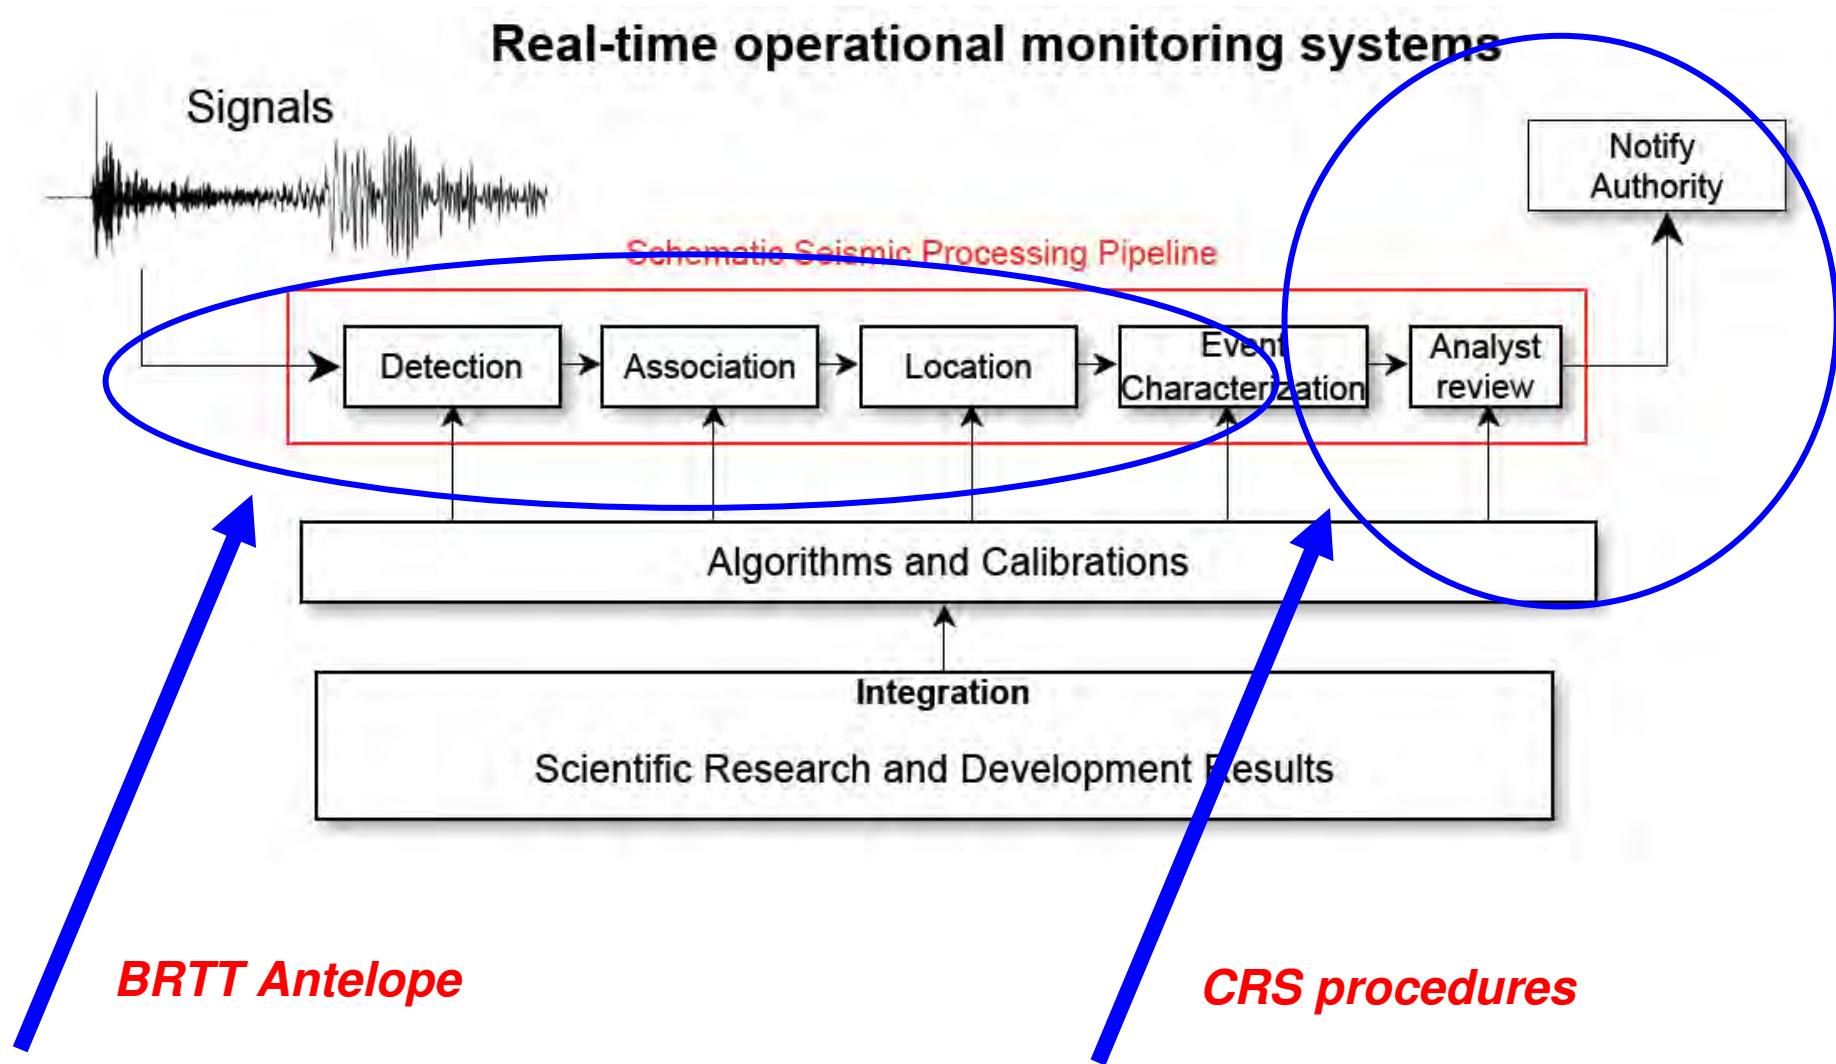 Real-time operational monitoring systems
Signals
Notify
Authority
Schematic Seismic Processing Pipeline
Detection
Association
Location
Event
Characterization
Analyst
review
Algorithms and Calibrations
Integration
Scientific Research and Development Results
BRTT Antelope
CRS procedures